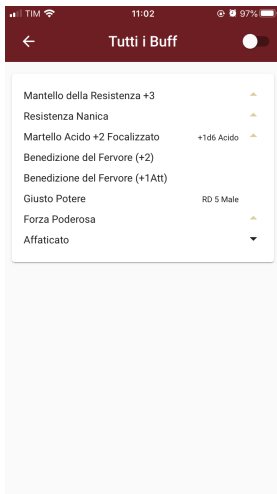 TIM 11:02 97%
Tutti i Buff
Mantello della Resistenza +3
Resistenza Nanica
Martello Acido +2 Focalizzato +1d6 Acido
Benedizione del Fervore (+2)
Benedizione del Fervore (+1Att)
Giusto Potere RD 5 Male
Forza Poderosa
Affaticato